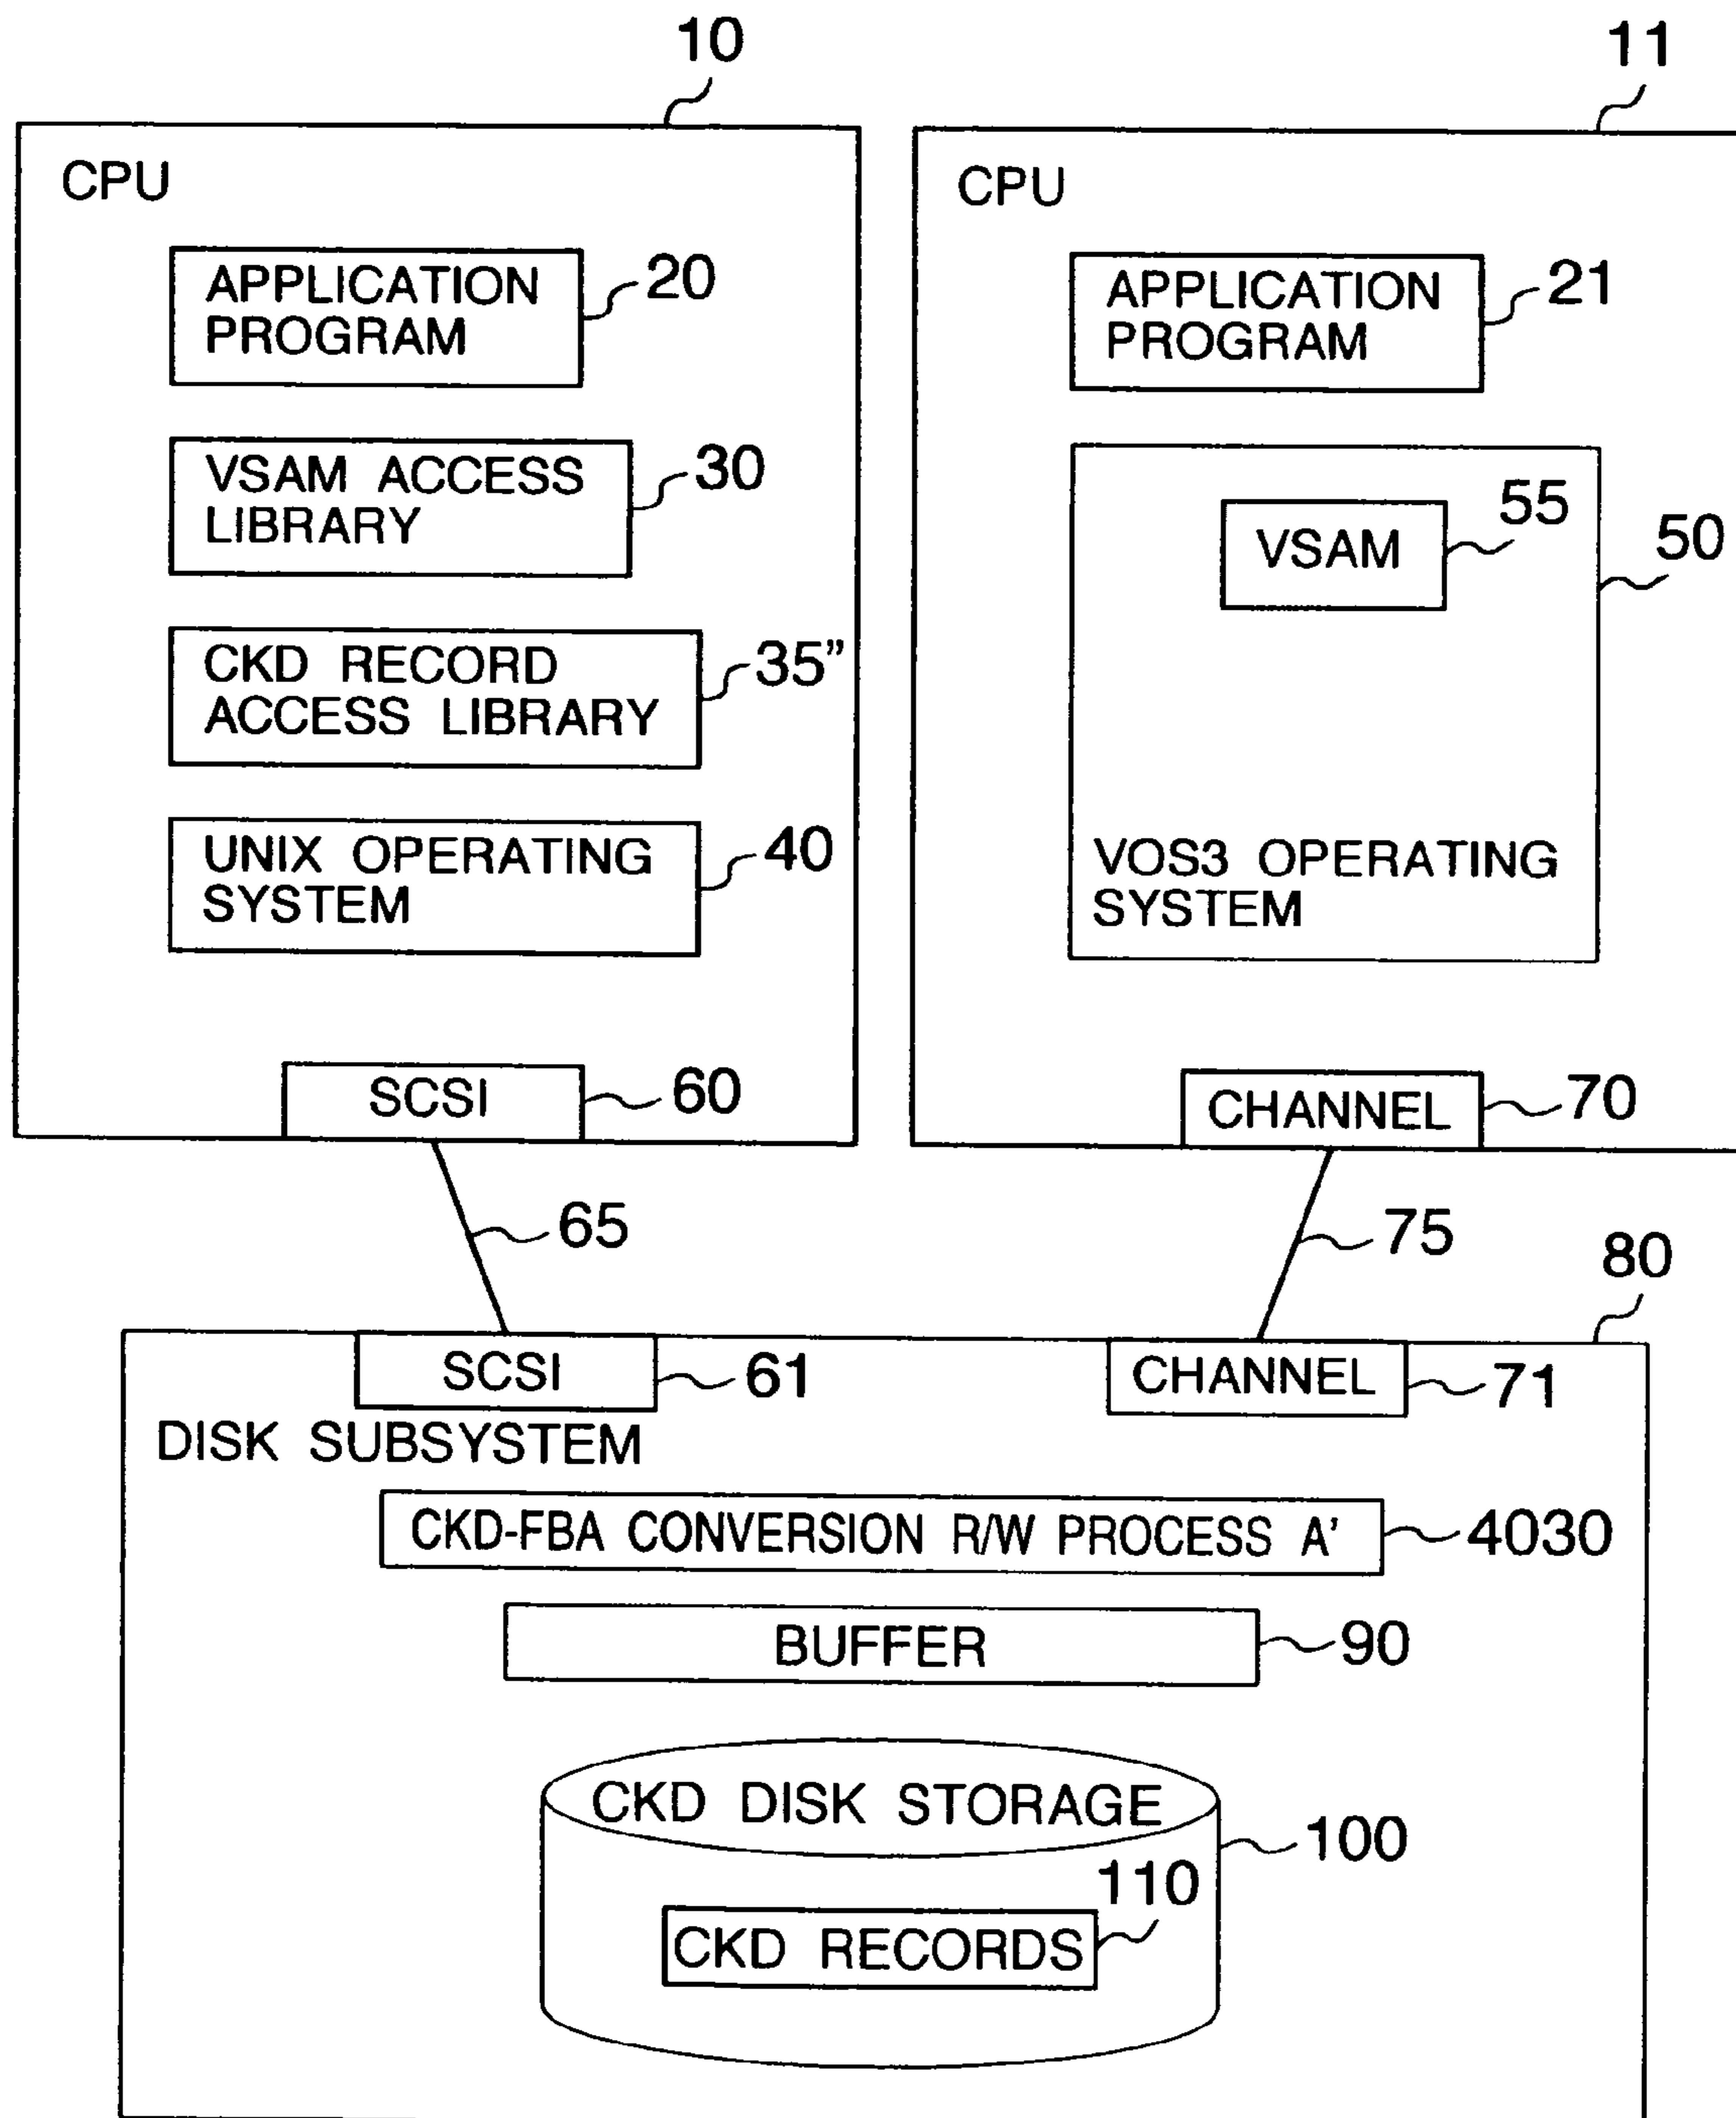 10
11
CPU
CPU
APPLICATION
PROGRAM
20
APPLICATION
PROGRAM
21
VSAM ACCESS
LIBRARY
30
VSAM
55
50
CKD RECORD
ACCESS LIBRARY
35”
UNIX OPERATING
SYSTEM
40
VOS3 OPERATING
SYSTEM
SCSI
60
CHANNEL
70
65
75
80
SCSI
61
CHANNEL
71
DISK SUBSYSTEM
CKD-FBA CONVERSION R/W PROCESS A'
4030
BUFFER
90
CKD DISK STORAGE
100
110
CKD RECORDS